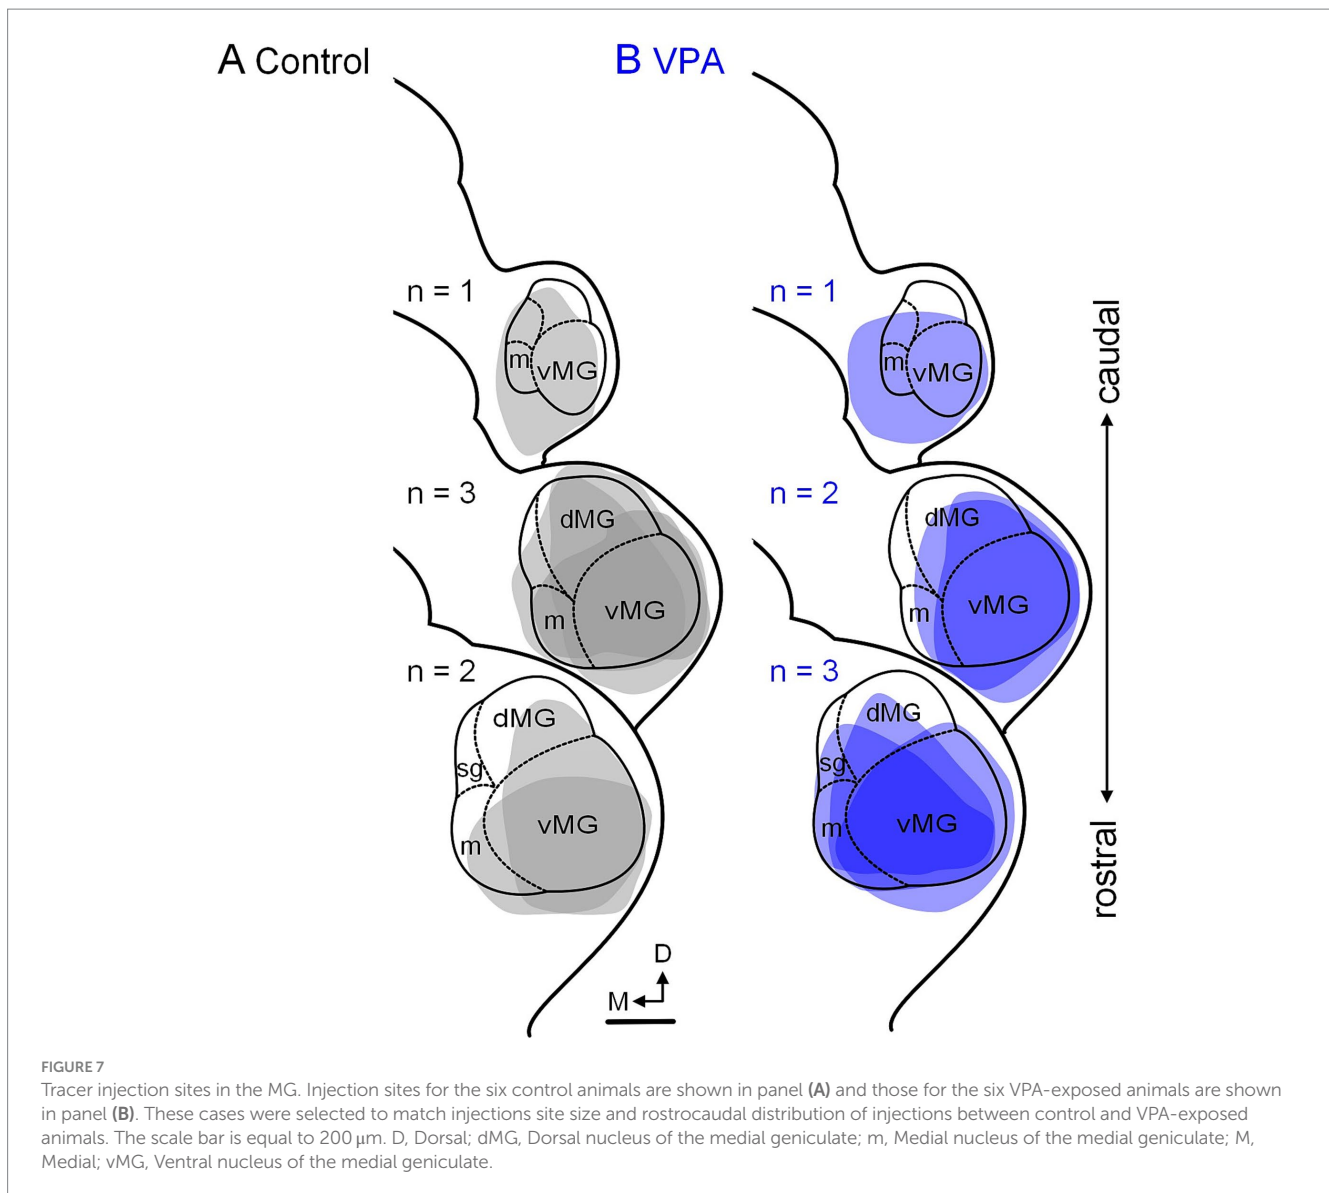 A Control
B VPA
n = 1
m
vMG
n = 1
m
vMG
caudal
n = 3
dMG
m
vMG
n = 2
dMG
m
vMG
n = 2
dMG
sg
m
vMG
n = 3
dMG
sg
m
vMG
rostral
D
M
FIGURE 7
Tracer injection sites in the MG. Injection sites for the six control animals are shown in panel (A) and those for the six VPA-exposed animals are shown
in panel (B). These cases were selected to match injections site size and rostrocaudal distribution of injections between control and VPA-exposed
animals. The scale bar is equal to 200 μm. D, Dorsal; dMG, Dorsal nucleus of the medial geniculate; m, Medial nucleus of the medial geniculate; M,
Medial; vMG, Ventral nucleus of the medial geniculate.